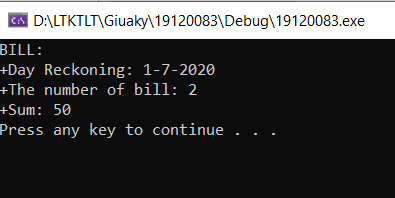 D:\LTKTLT\Giuaky\19120083\Debug\19120083.exe
BILL:
+Day Reckoning: 1-7-2020
+The number of bill: 2
+Sum: 50
Press any key to continue . . .